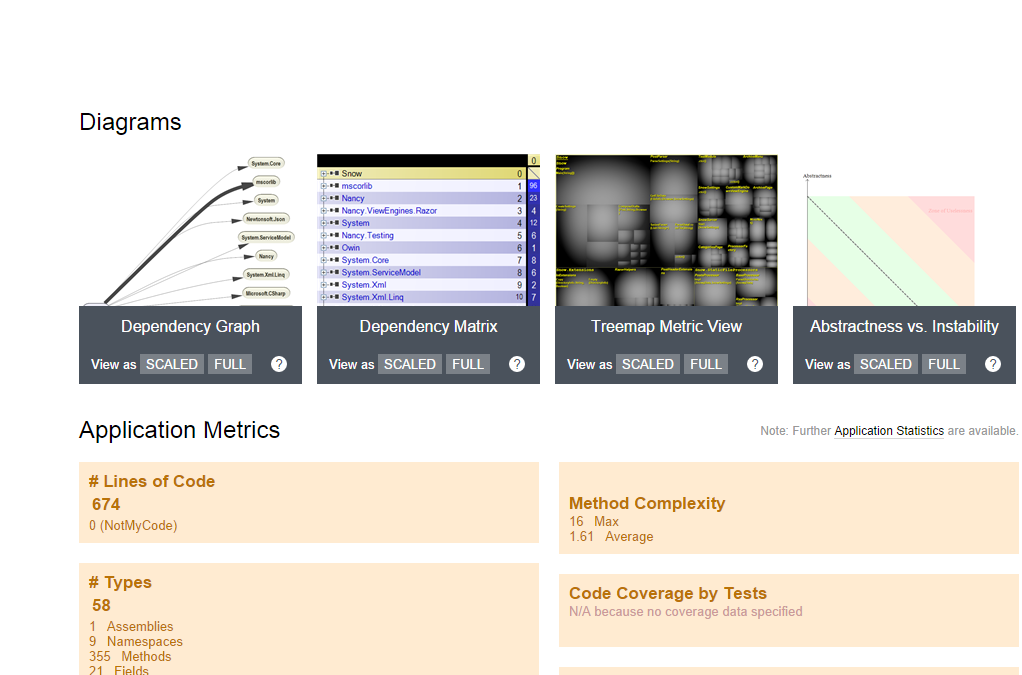 Diagrams
System.Core
mscorlib
System
Newtonsoft.Json
System.ServiceModel
Nancy
System.Xml.Linq
Microsoft.CSharp
0
Snow 0
mscorlib 1 96
Nancy 2 23
Nancy.ViewEngines.Razor 3 4
System 4 12
Nancy.Testing 5 6
Owin 6 1
System.Core 7 8
System.ServiceModel 8 6
System.Xml 9 2
System.Xml.Linq 10 7
Abstractness
Dependency Graph
View as SCALED FULL ?
Dependency Matrix
View as SCALED FULL ?
Treemap Metric View
View as SCALED FULL ?
Abstractness vs. Instability
View as SCALED FULL ?
Application Metrics
Note: Further Application Statistics are available.
# Lines of Code
674
0 (NotMyCode)
Method Complexity
16 Max
1.61 Average
# Types
58
1 Assemblies
9 Namespaces
355 Methods
21 Fields
Code Coverage by Tests
N/A because no coverage data specified